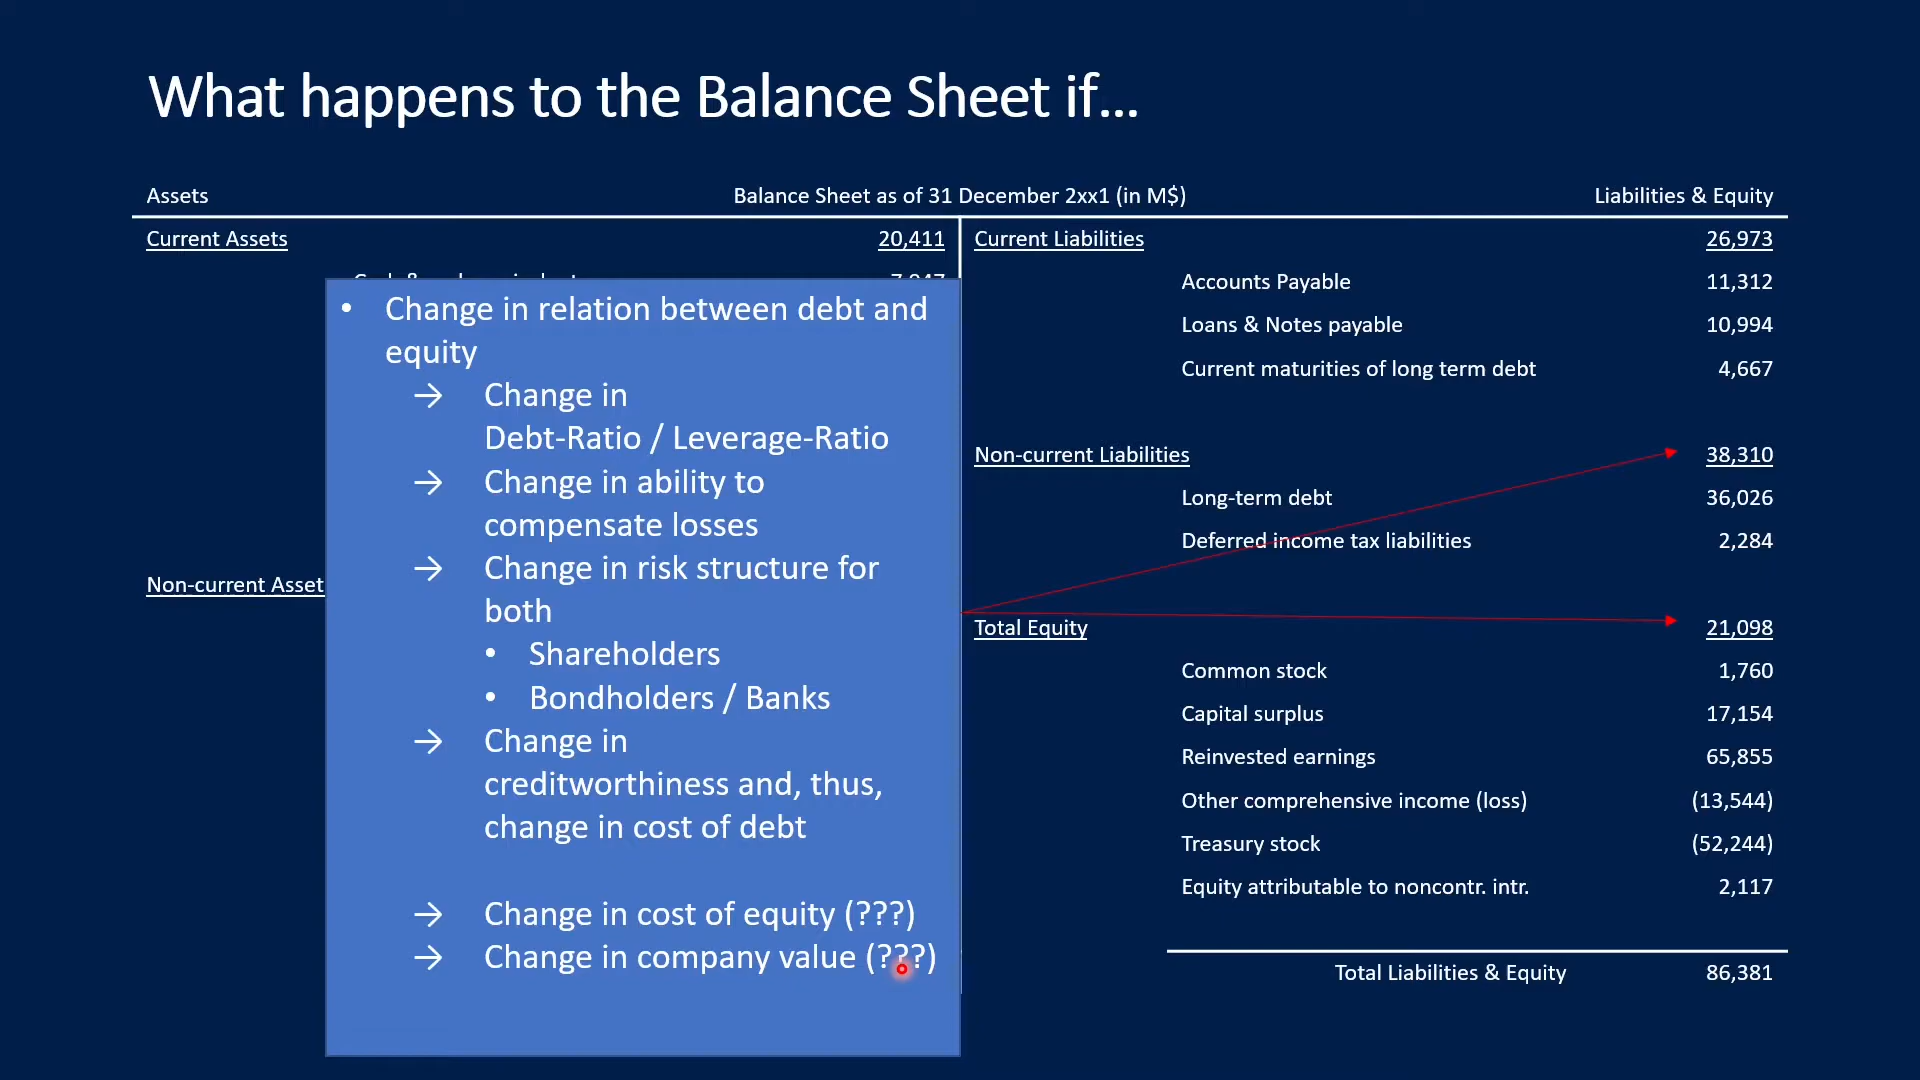 What happens to the Balance Sheet if...
Assets Balance Sheet as of 31 December 2xx1 (in M$) Liabilities & Equity
Current Assets 20,411 Current Liabilities 26,973
Accounts Payable 11,312
• Change in relation between debt and
equity
Loans & Notes payable 10,994
Current maturities of long term debt 4,667
→ Change in
Debt-Ratio / Leverage-Ratio
Non-current Liabilities 38,310
→ Change in ability to
compensate losses
Long-term debt 36,026
Deferred income tax liabilities 2,284
Non-current Asset
→ Change in risk structure for
both
Total Equity 21,098
• Shareholders
Common stock 1,760
• Bondholders / Banks
Capital surplus 17,154
→ Change in
creditworthiness and, thus,
change in cost of debt
Reinvested earnings 65,855
Other comprehensive income (loss) (13,544)
Treasury stock (52,244)
Equity attributable to noncontr. intr. 2,117
→ Change in cost of equity (???)
→ Change in company value (???)
Total Liabilities & Equity 86,381